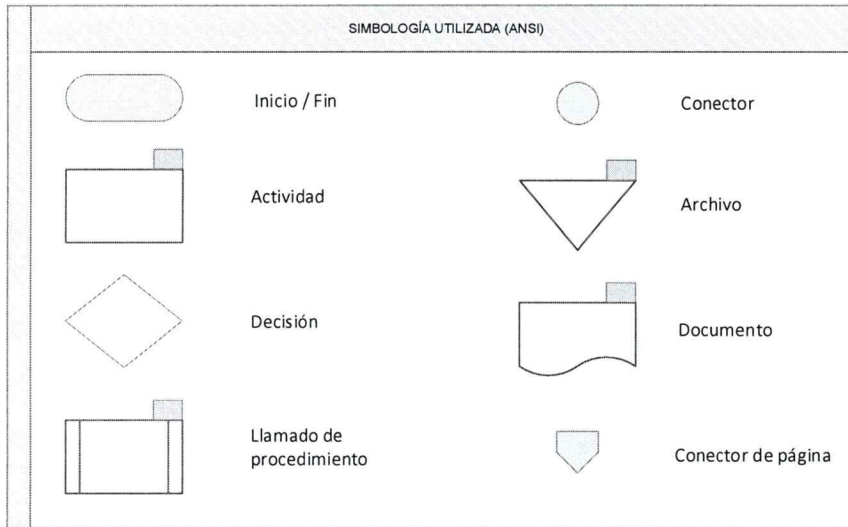 SIMBOLOGÍA UTILIZADA (ANSI)
Inicio / Fin
Conector
Actividad
Archivo
Decisión
Documento
Llamado de
procedimiento
Conector de página